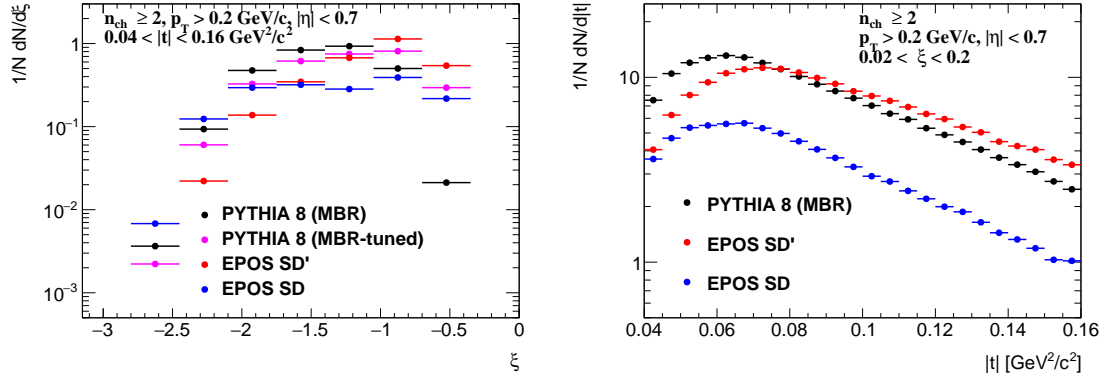 n_ch ≥ 2, p_T > 0.2 GeV/c, |η| < 0.7
0.04 < |t| < 0.16 GeV²/c²
1/N dN/dξ
1
10⁻¹
10⁻²
10⁻³
PYTHIA 8 (MBR)
PYTHIA 8 (MBR-tuned)
EPOS SD'
EPOS SD
−3 −2.5 −2 −1.5 −1 −0.5 0
ξ
n_ch ≥ 2
p_T > 0.2 GeV/c, |η| < 0.7
0.02 < ξ < 0.2
1/N dN/d|t|
10
1
PYTHIA 8 (MBR)
EPOS SD'
EPOS SD
0.04 0.06 0.08 0.1 0.12 0.14 0.16
|t| [GeV²/c²]